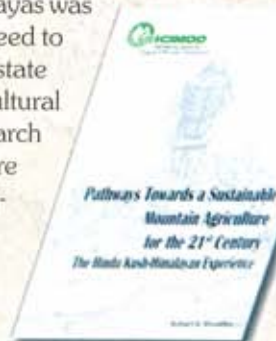 ayas was
eed to
state
ltural
arch
re
-
ICIMOD
Pathways Towards a Sustainable
Mountain Agriculture
for the 21st Century
The Hindu Kush-Himalayan Experience